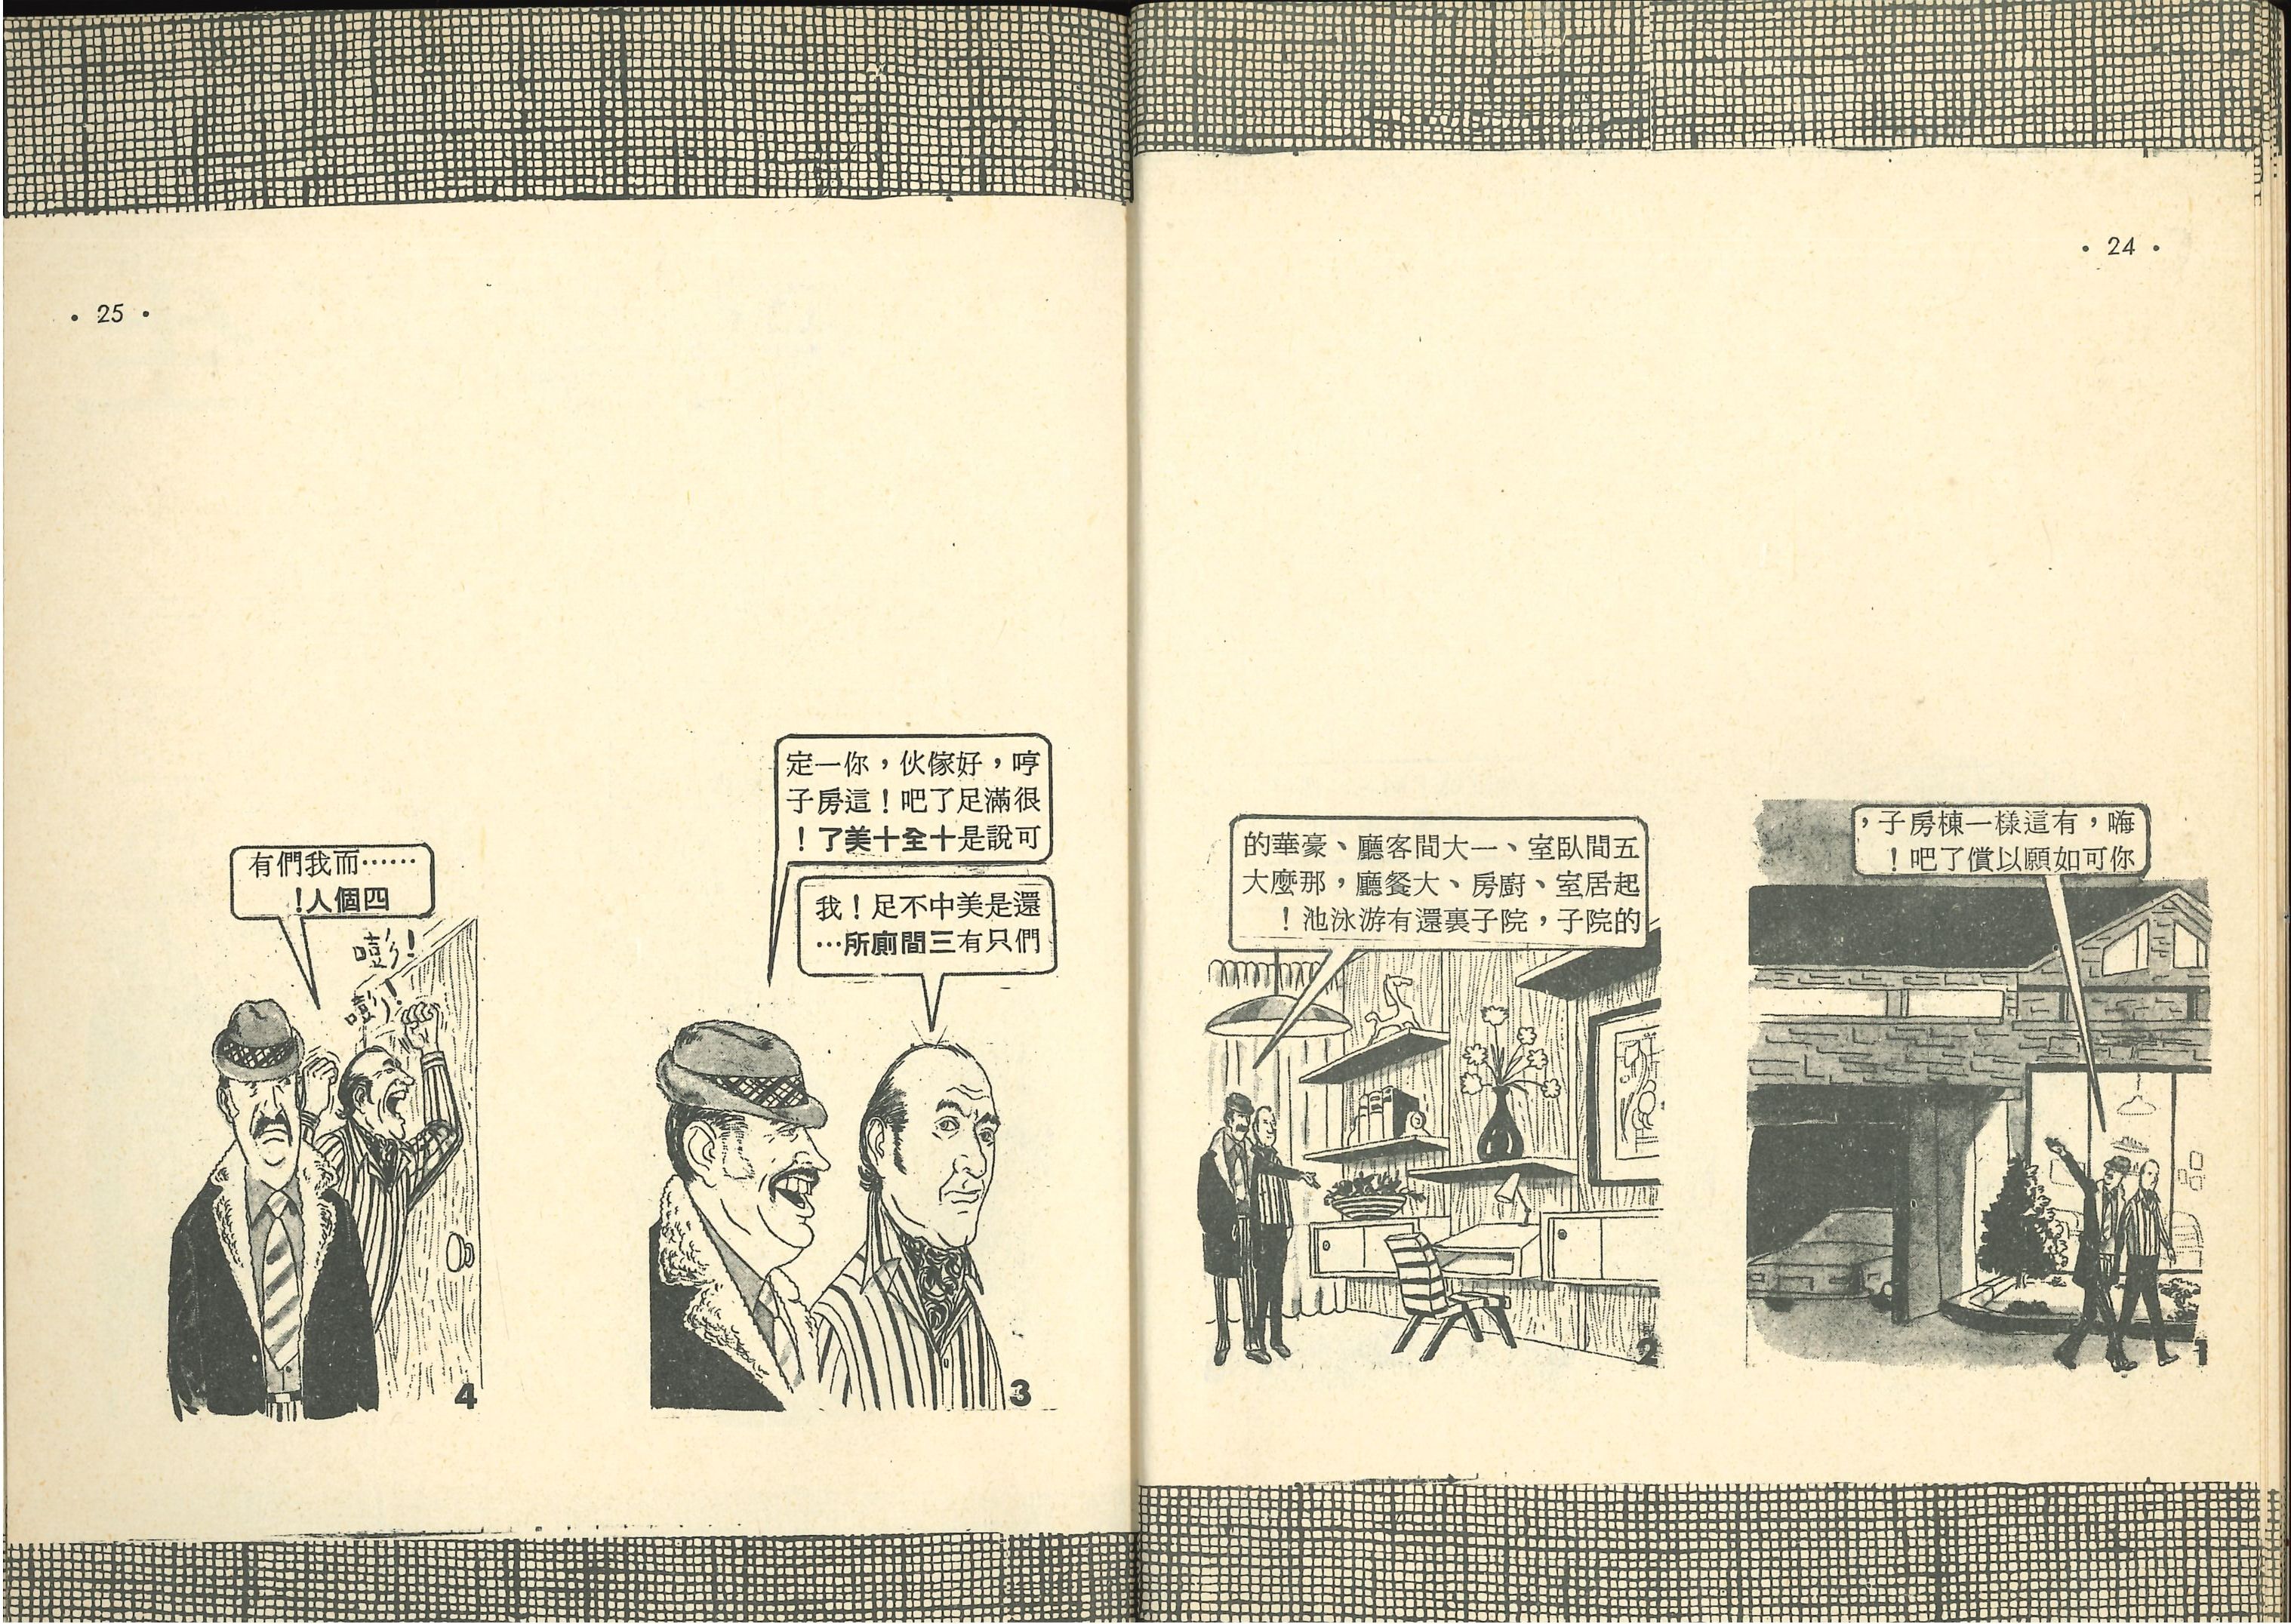 • 24 •
嗨，有這樣一棟房子，
你可如願以償了吧！
1
五間臥室、一大間客廳、豪華的
起居室、廚房、大餐廳，那麼大
的院子，院子裏還有游泳池！
2
• 25 •
哼，好傢伙，你一定
很滿足了吧！這房子
可說是十全十美了！
還是美中不足！我
們只有三間廁所…
3
……而我們有
四個人！
嘭！
嘭！
4